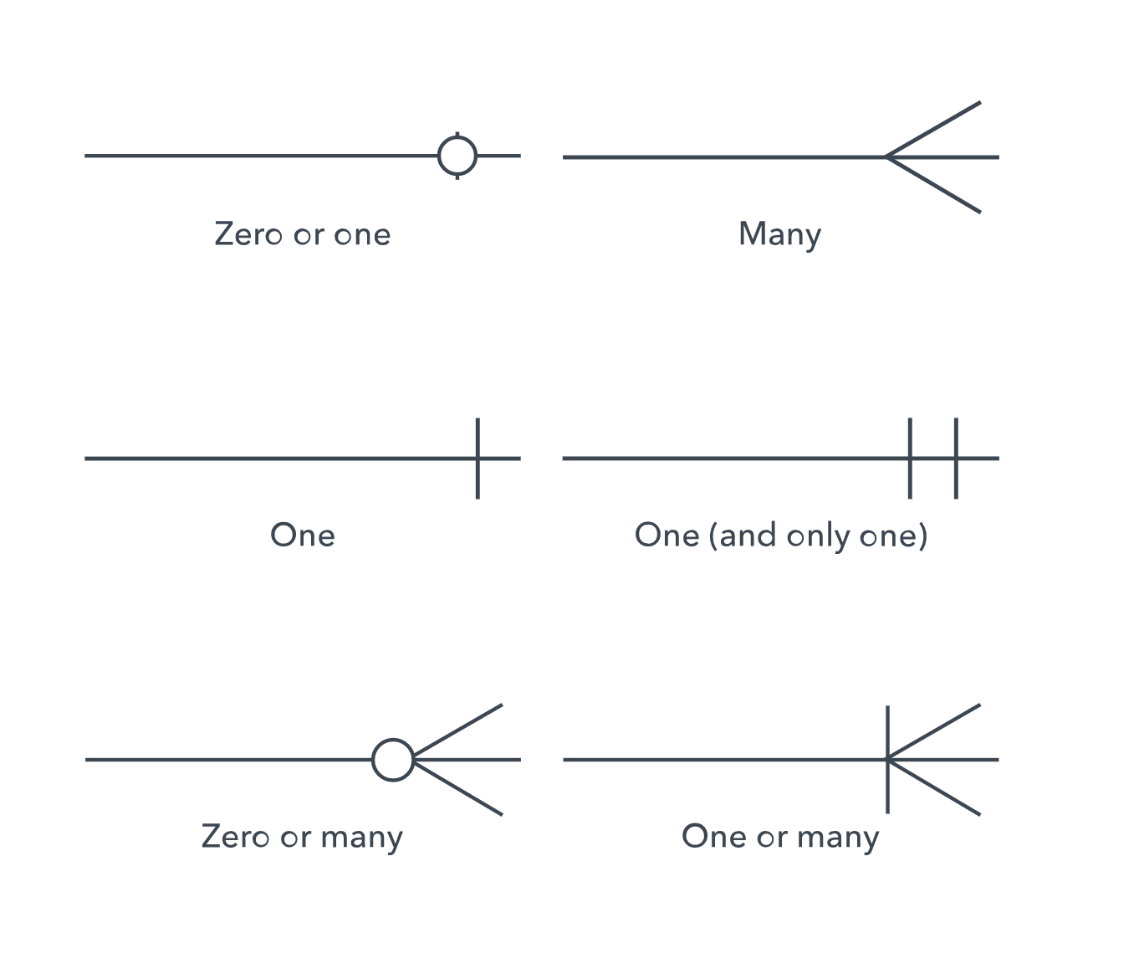 Zero or one
Many
One
One (and only one)
Zero or many
One or many